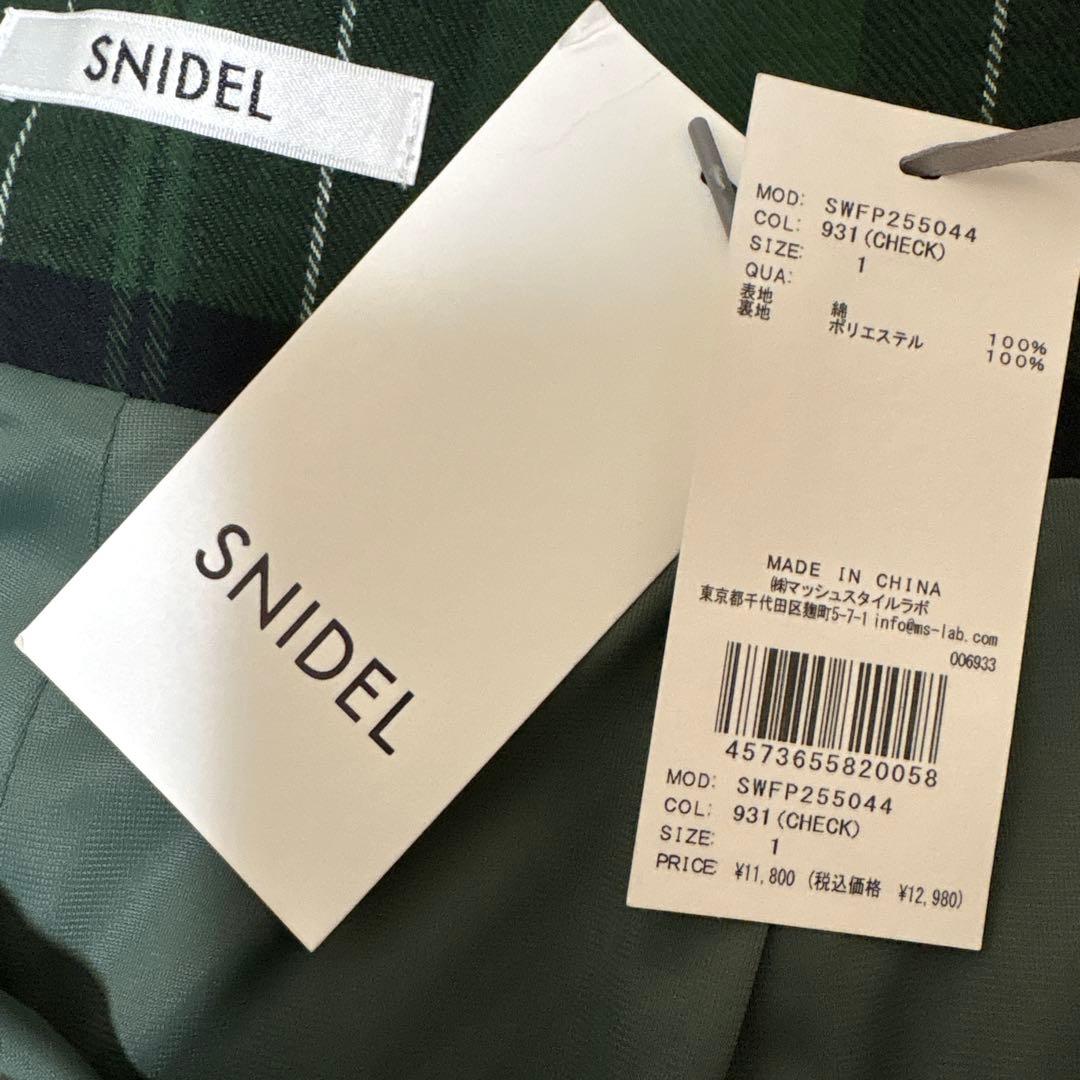 SNIDEL
SNIDEL
MOD: SWFP255044
COL: 931(CHECK)
SIZE: 1
QUA:
表地 綿 100%
裏地 ポリエステル 100%
MADE IN CHINA
㈱マッシュスタイルラボ
東京都千代田区麹町5-7-1 info@ms-lab.com
006933
4573655820058
MOD: SWFP255044
COL: 931(CHECK)
SIZE: 1
PRICE ¥11,800 (税込価格 ¥12,980)